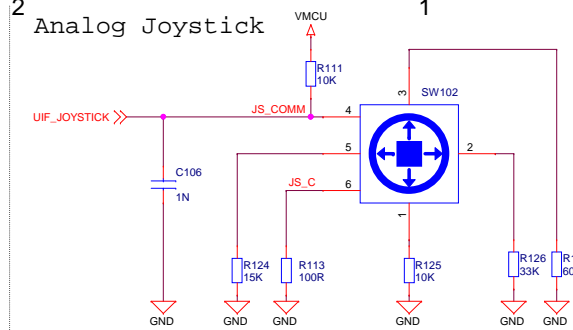 2
1
Analog Joystick
VMCU
R111
10K
3
SW102
UIF_JOYSTICK
JS_COMM
4
5
2
C106
1N
JS_C
6
1
R124
15K
R113
100R
R125
10K
R126
33K
GND
GND
GND
GND
GND
GND